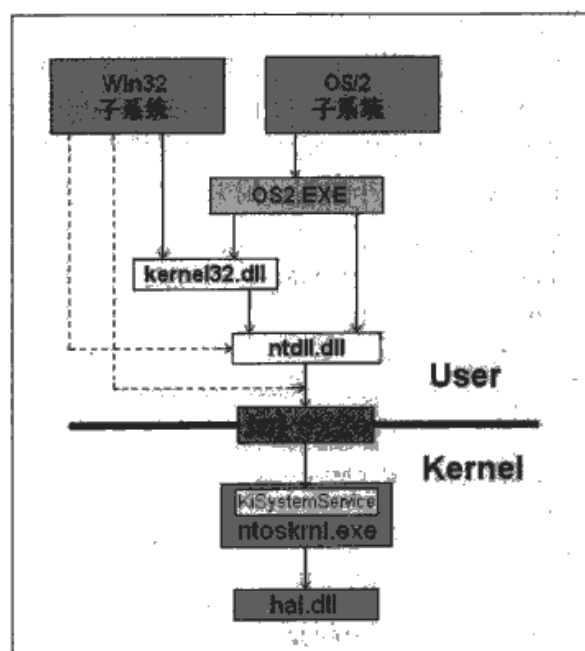 Win32
子系统
OS/2
子系统
OS2.EXE
kernel32.dll
ntdll.dll
User
Kernel
KiSystemService
ntoskrnl.exe
hal.dll